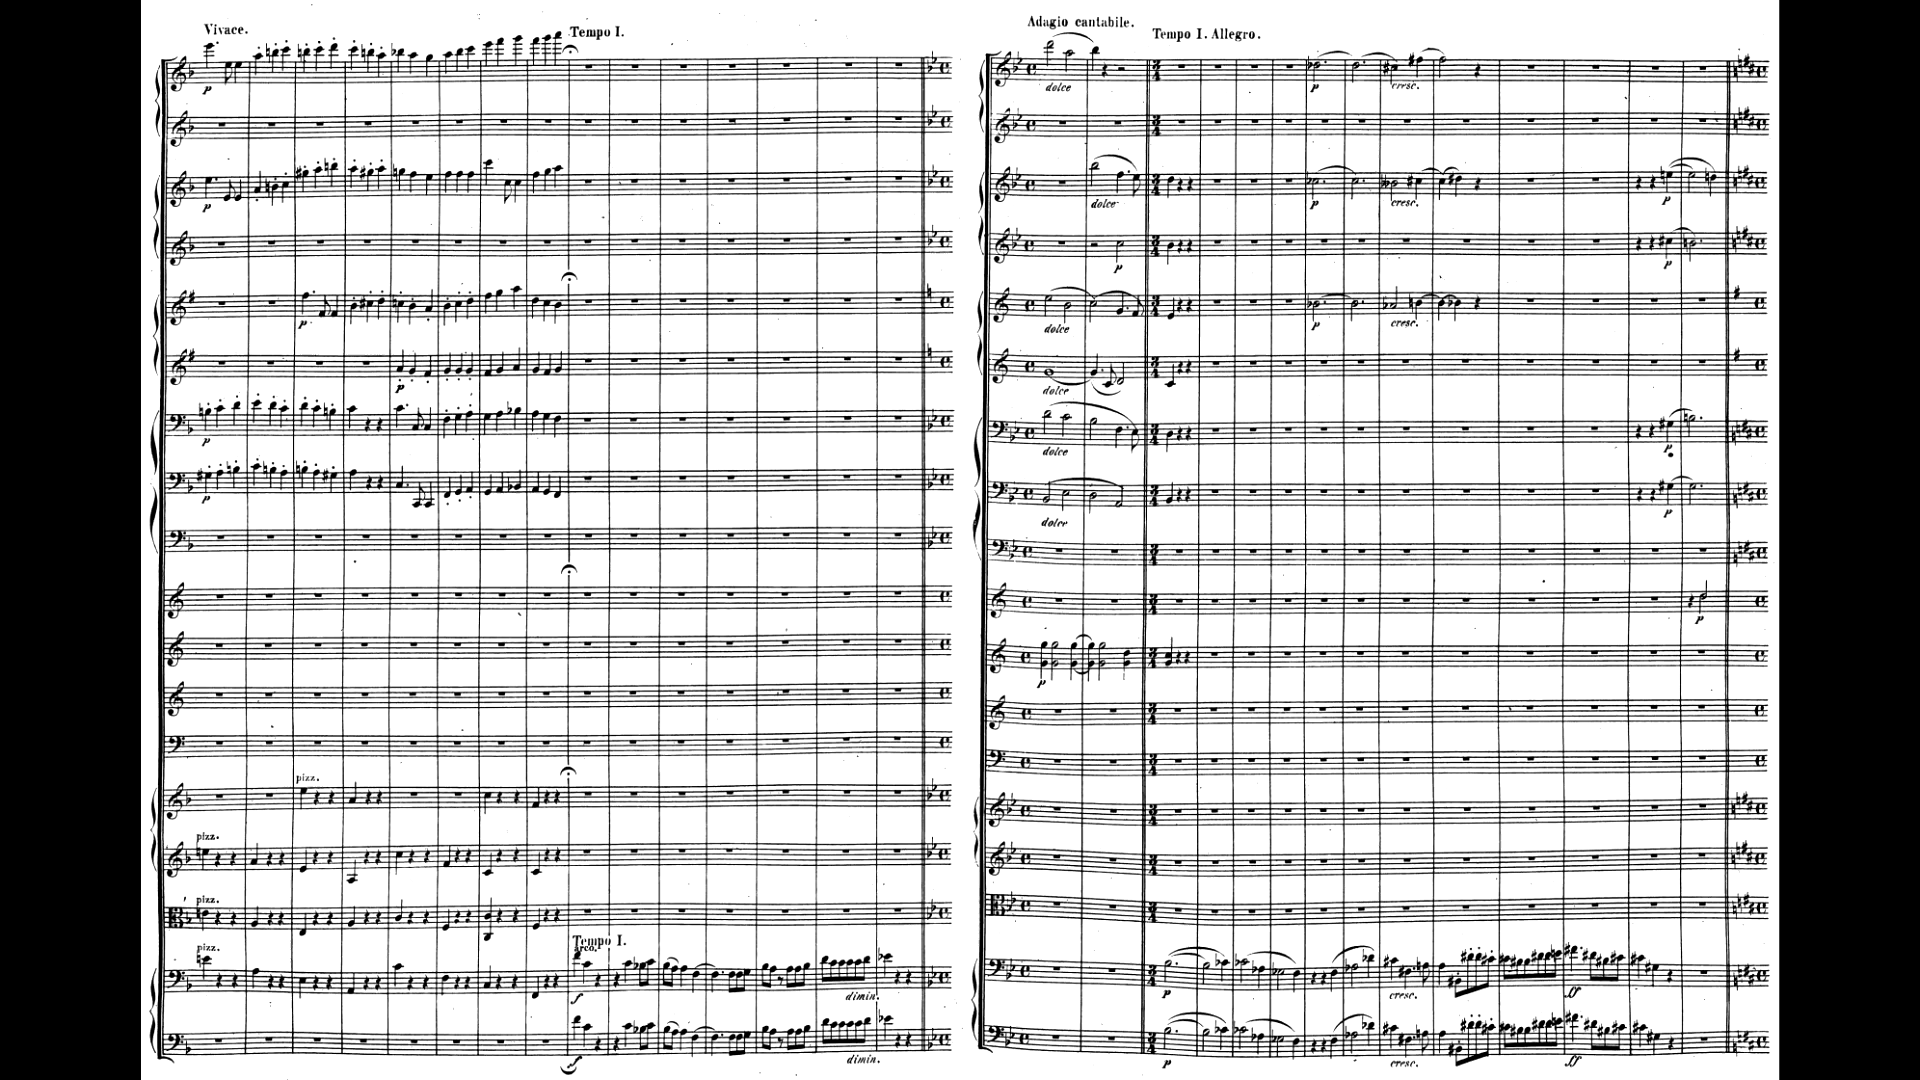 Vivace.
Tempo I.
p
p
p
p
p
p
pizz.
pizz.
pizz.
pizz.
Tempo I.
arco.
f
dimin.
f
dimin.
Adagio cantabile.
Tempo I. Allegro.
dolce
p
cresc.
dolce
p
cresc.
p
p
p
dolce
p
cresc.
dolce
dolce
p
dolce
p
p
p
p
cresc.
ff
p
cresc.
ff